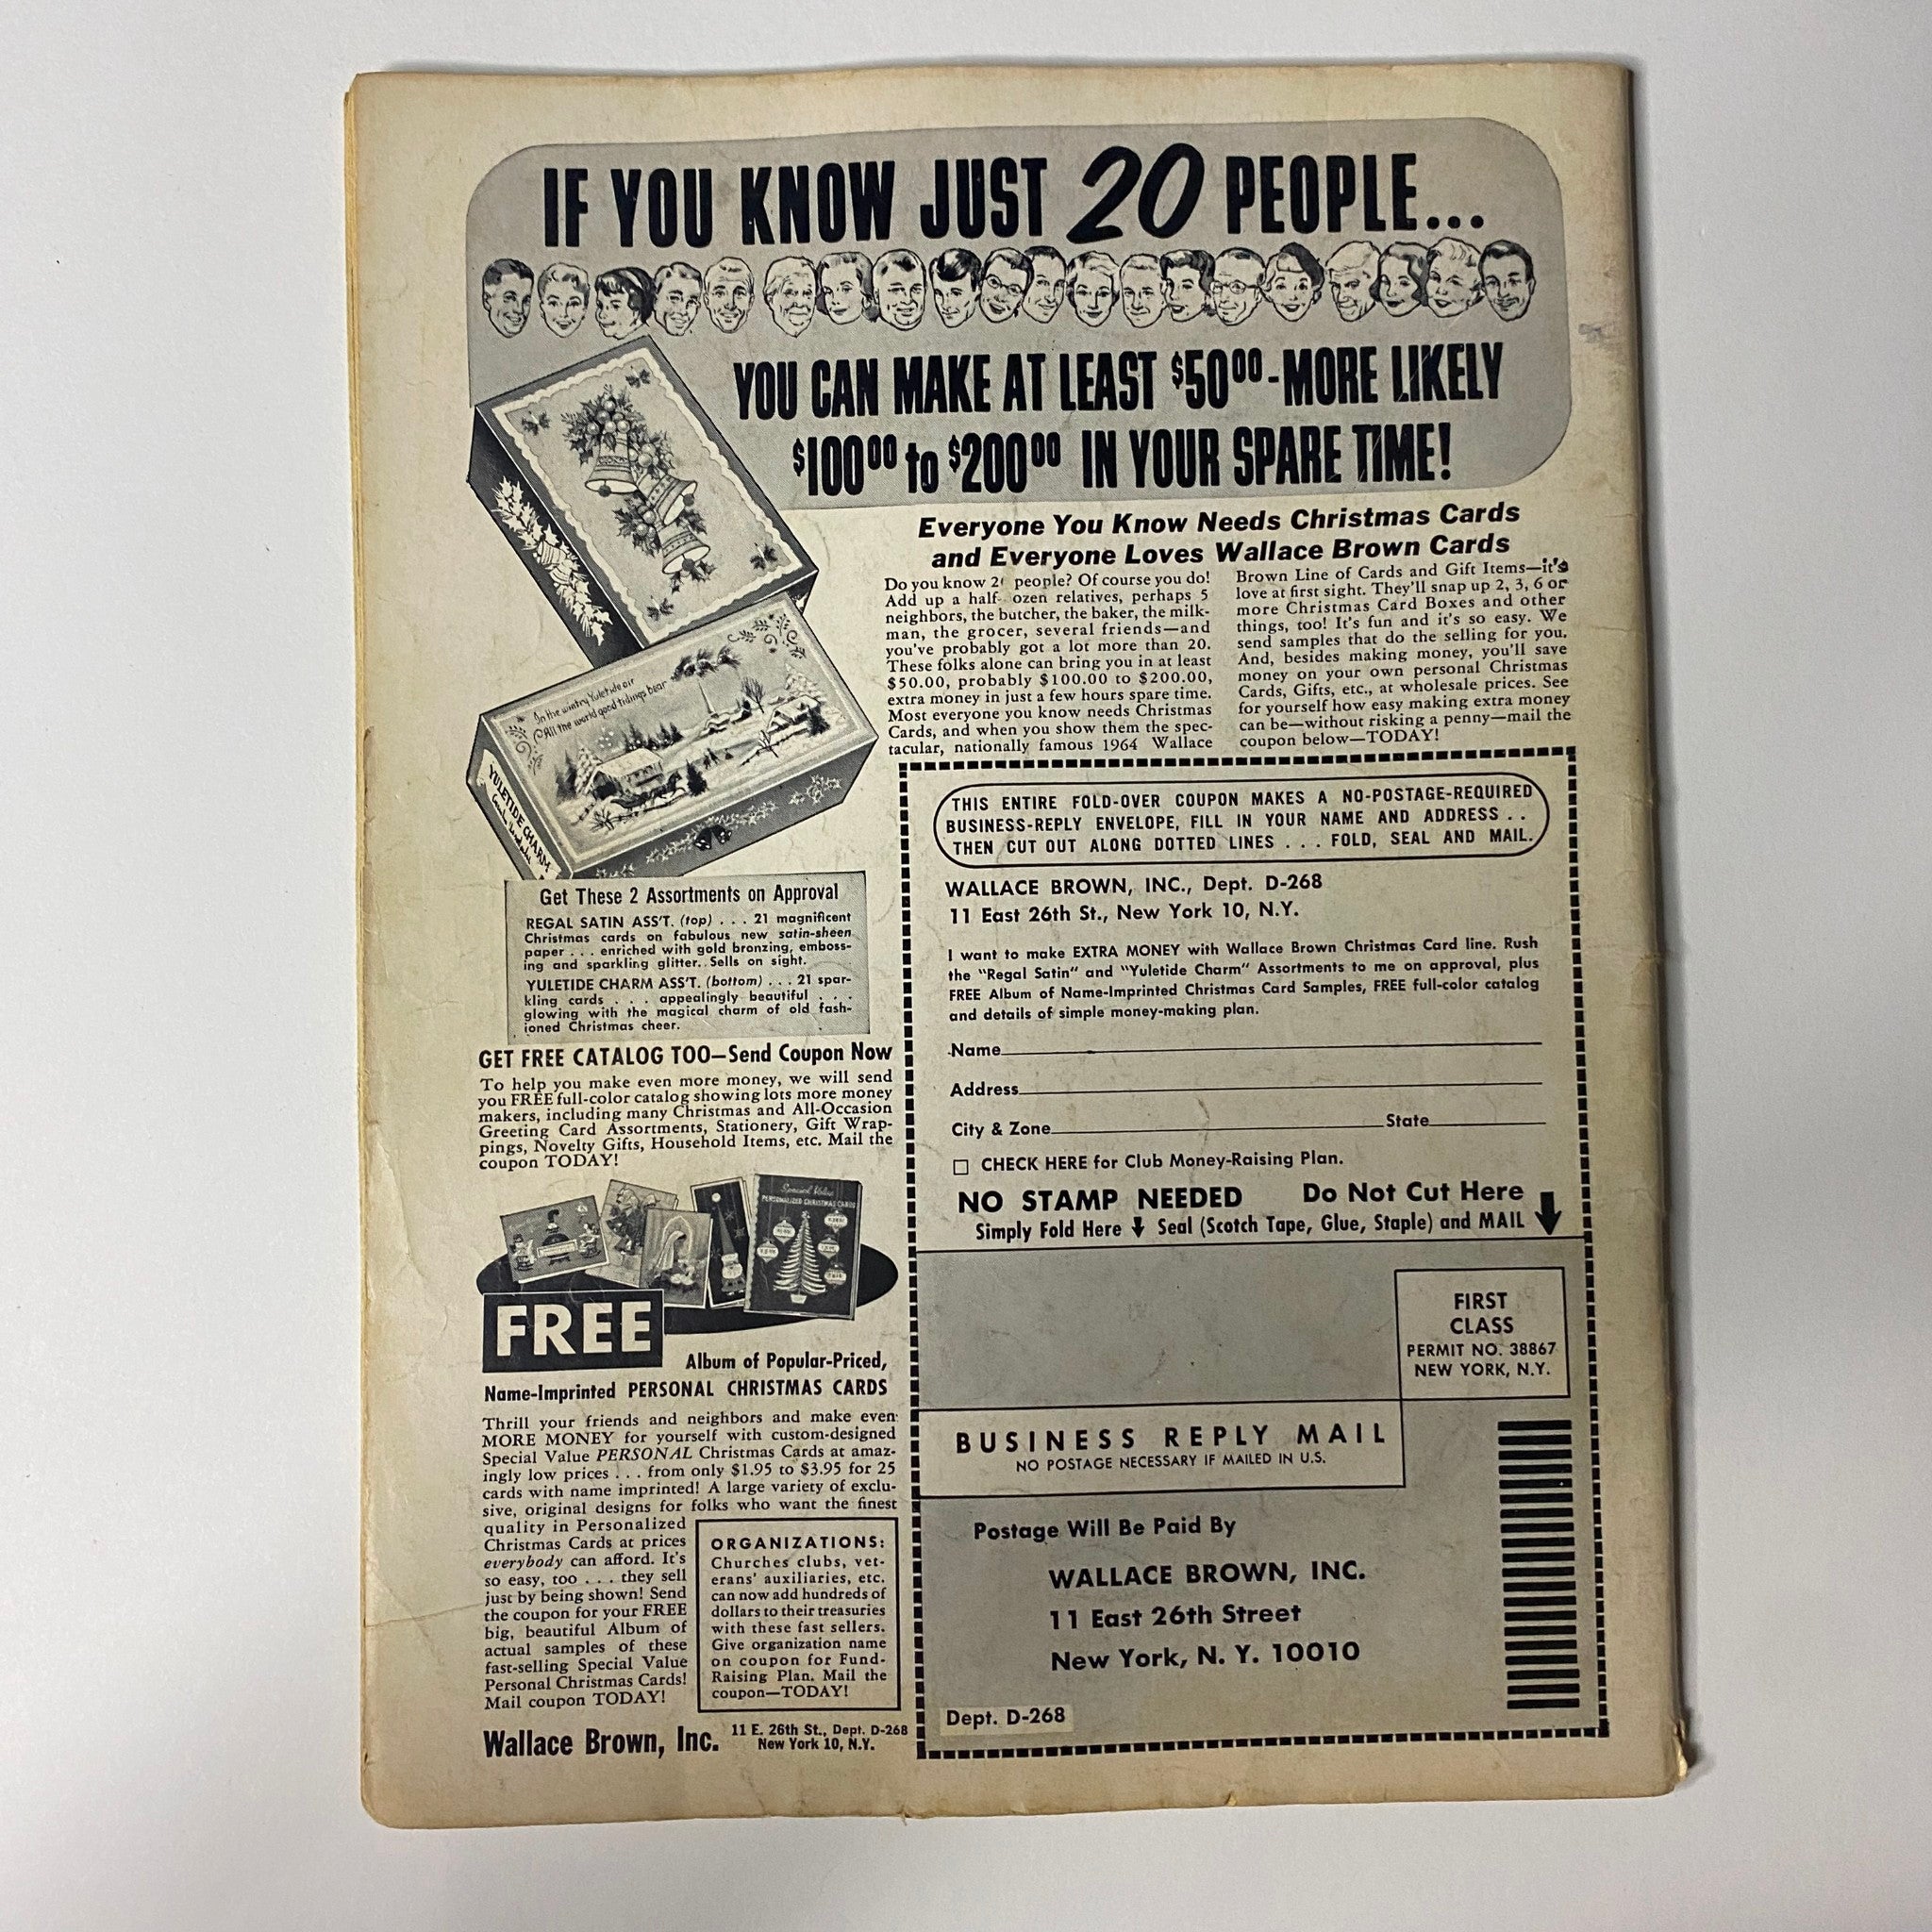 IF YOU KNOW JUST 20 PEOPLE...
YOU CAN MAKE AT LEAST $50⁰⁰-MORE LIKELY
$100⁰⁰ to $200⁰⁰ IN YOUR SPARE TIME!
Everyone You Know Needs Christmas Cards
and Everyone Loves Wallace Brown Cards
Do you know 2 people? Of course you do!
Add up a half- ozen relatives, perhaps 5
neighbors, the butcher, the baker, the milk-
man, the grocer, several friends—and
you've probably got a lot more than 20.
These folks alone can bring you in at least
$50.00, probably $100.00 to $200.00,
extra money in just a few hours spare time.
Most everyone you know needs Christmas
Cards, and when you show them the spec-
tacular, nationally famous 1964 Wallace
Brown Line of Cards and Gift Items—it's
love at first sight. They'll snap up 2, 3, 6 or
more Christmas Card Boxes and other
things, too! It's fun and it's so easy. We
send samples that do the selling for you.
And, besides making money, you'll save
money on your own personal Christmas
Cards, Gifts, etc., at wholesale prices. See
for yourself how easy making extra money
can be—without risking a penny—mail the
coupon below—TODAY!
In the wintry Yuletide air
All the world good tidings bear
YULETIDE CHARM
Get These 2 Assortments on Approval
REGAL SATIN ASS'T. (top) . . . 21 magnificent
Christmas cards on fabulous new satin-sheen
paper . . . enriched with gold bronzing, emboss-
ing and sparkling glitter. Sells on sight.
YULETIDE CHARM ASS'T. (bottom) . . . 21 spar-
kling cards . . . appealingly beautiful . . .
glowing with the magical charm of old fash-
ioned Christmas cheer.
GET FREE CATALOG TOO—Send Coupon Now
To help you make even more money, we will send
you FREE full-color catalog showing lots more money
makers, including many Christmas and All-Occasion
Greeting Card Assortments, Stationery, Gift Wrap-
pings, Novelty Gifts, Household Items, etc. Mail the
coupon TODAY!
Special Value
PERSONALIZED CHRISTMAS CARDS
FREE
Album of Popular-Priced,
Name-Imprinted PERSONAL CHRISTMAS CARDS
Thrill your friends and neighbors and make even
MORE MONEY for yourself with custom-designed
Special Value PERSONAL Christmas Cards at amaz-
ingly low prices . . . from only $1.95 to $3.95 for 25
cards with name imprinted! A large variety of exclu-
sive, original designs for folks who want the finest
quality in Personalized
Christmas Cards at prices
everybody can afford. It's
so easy, too . . . they sell
just by being shown! Send
the coupon for your FREE
big, beautiful Album of
actual samples of these
fast-selling Special Value
Personal Christmas Cards!
Mail coupon TODAY!
ORGANIZATIONS:
Churches clubs, vet-
erans' auxiliaries, etc.
can now add hundreds of
dollars to their treasuries
with these fast sellers.
Give organization name
on coupon for Fund-
Raising Plan. Mail the
coupon—TODAY!
Wallace Brown, Inc. 11 E. 26th St., Dept. D-268
New York 10, N.Y.
THIS ENTIRE FOLD-OVER COUPON MAKES A NO-POSTAGE-REQUIRED
BUSINESS-REPLY ENVELOPE, FILL IN YOUR NAME AND ADDRESS . .
THEN CUT OUT ALONG DOTTED LINES . . . FOLD, SEAL AND MAIL.
WALLACE BROWN, INC., Dept. D-268
11 East 26th St., New York 10, N.Y.
I want to make EXTRA MONEY with Wallace Brown Christmas Card line. Rush
the "Regal Satin" and "Yuletide Charm" Assortments to me on approval, plus
FREE Album of Name-Imprinted Christmas Card Samples, FREE full-color catalog
and details of simple money-making plan.
Name
Address
City & Zone State
☐ CHECK HERE for Club Money-Raising Plan.
NO STAMP NEEDED Do Not Cut Here
Simply Fold Here ↓ Seal (Scotch Tape, Glue, Staple) and MAIL ↓
FIRST
CLASS
PERMIT NO. 38867
NEW YORK, N.Y.
BUSINESS REPLY MAIL
NO POSTAGE NECESSARY IF MAILED IN U.S.
Postage Will Be Paid By
WALLACE BROWN, INC.
11 East 26th Street
New York, N. Y. 10010
Dept. D-268